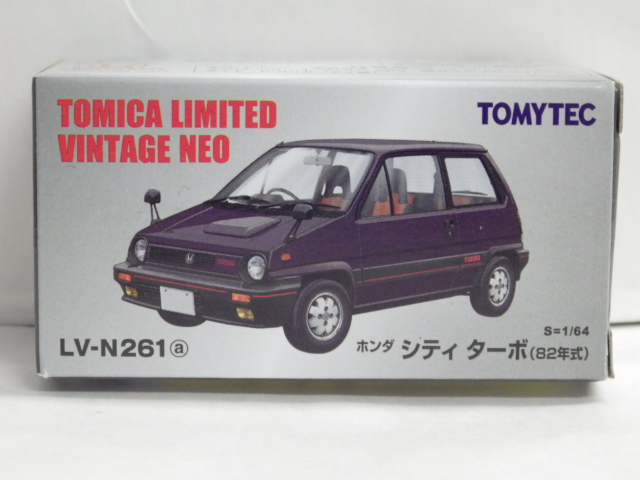 TOMICA LIMITED
VINTAGE NEO
TOMYTEC
TURBO
S=1/64
LV-N261ⓐ
ホンダ シティ ターボ(82年式)